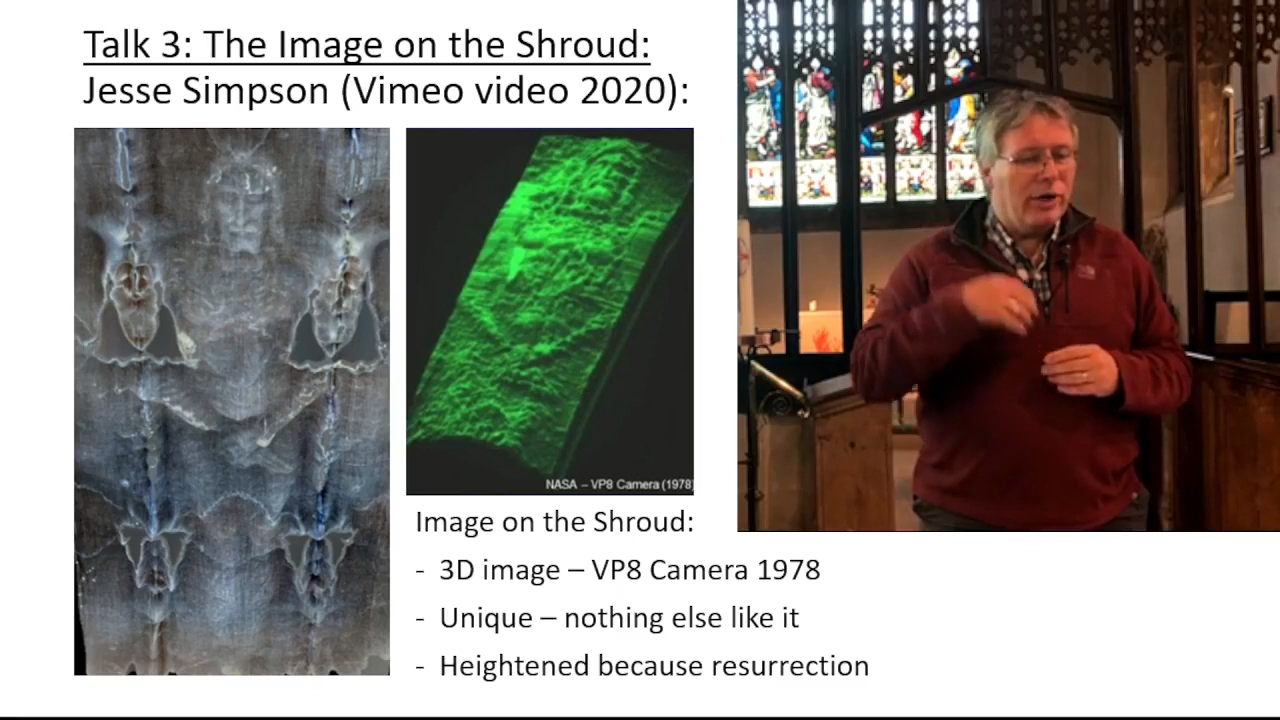 Talk 3: The Image on the Shroud:
Jesse Simpson (Vimeo video 2020):
NASA – VP8 Camera (1978)
Image on the Shroud:
- 3D image – VP8 Camera 1978
- Unique – nothing else like it
- Heightened because resurrection